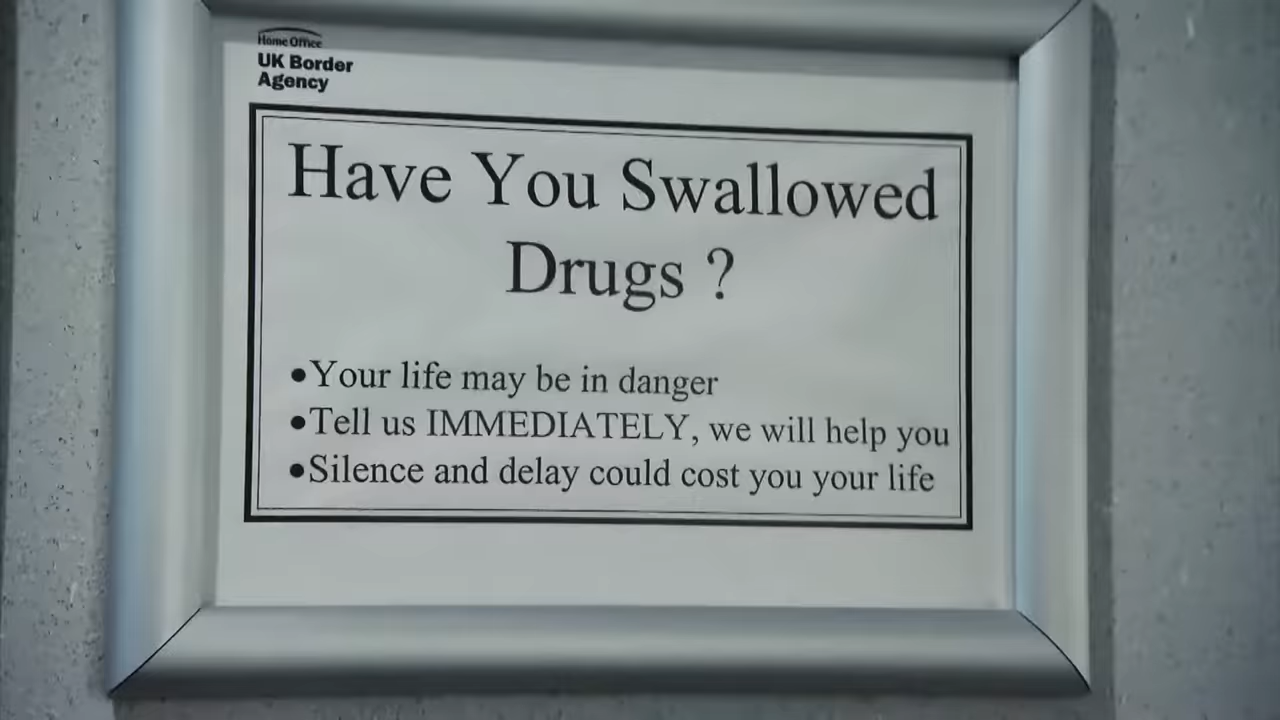 Home Office
UK Border
Agency
Have You Swallowed
Drugs ?
•Your life may be in danger
•Tell us IMMEDIATELY, we will help you
•Silence and delay could cost you your life